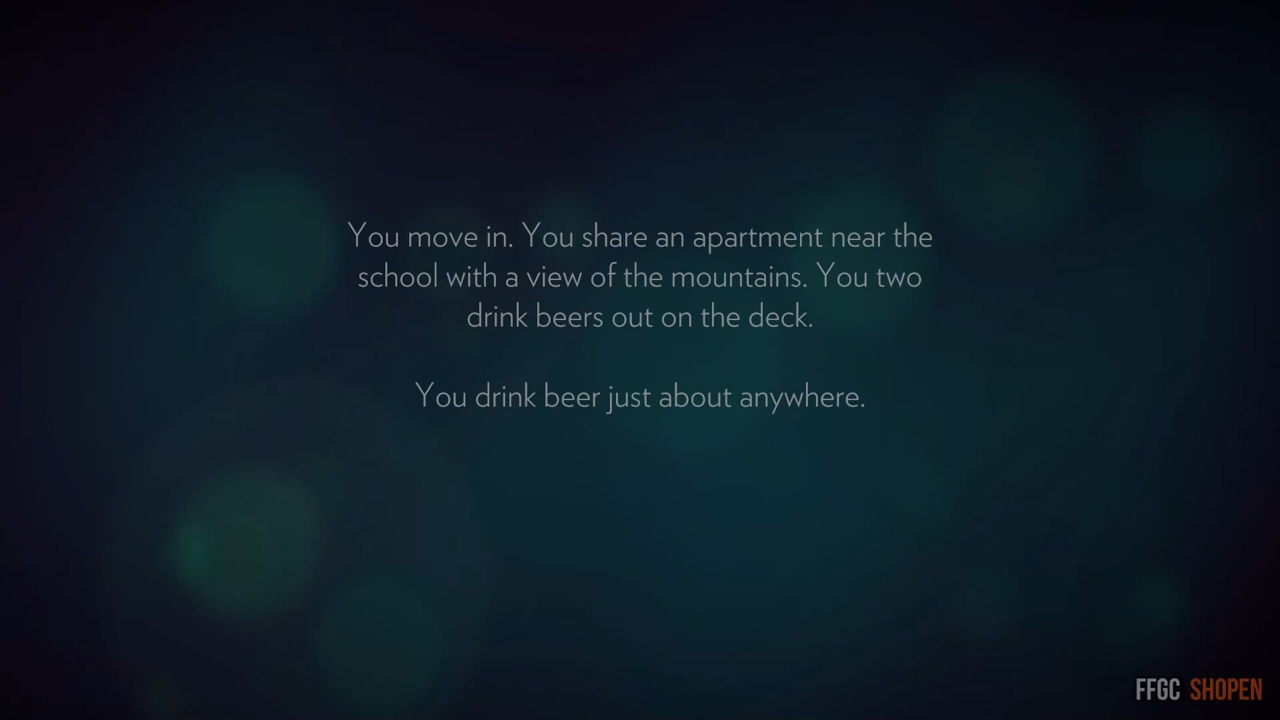 You move in. You share an apartment near the
school with a view of the mountains. You two
drink beers out on the deck.
You drink beer just about anywhere.
FFGC SHOPEN